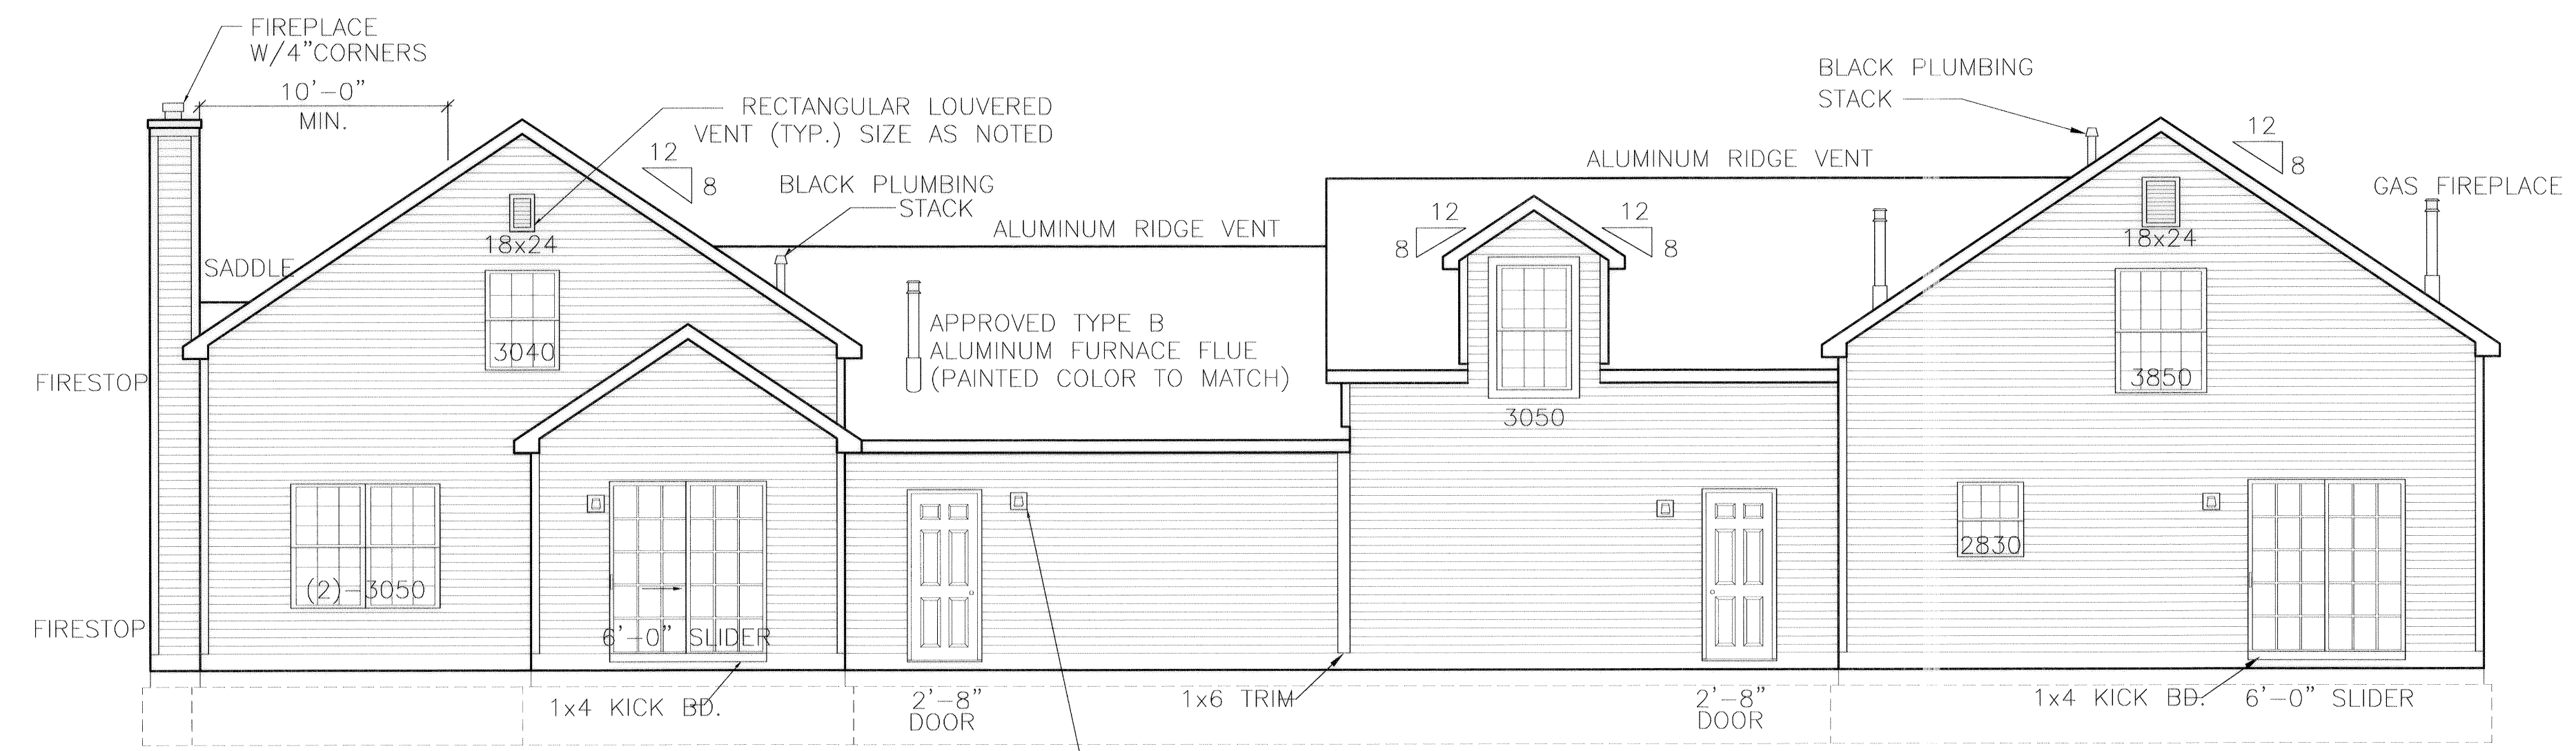 FIREPLACE
W/4"CORNERS
10'-0"
MIN.
RECTANGULAR LOUVERED
VENT (TYP.) SIZE AS NOTED
12
8
BLACK PLUMBING
STACK
ALUMINUM RIDGE VENT
18x24
SADDLE
3040
FIRESTOP
APPROVED TYPE B
ALUMINUM FURNACE FLUE
(PAINTED COLOR TO MATCH)
(2)-3050
FIRESTOP
6'-0" SLIDER
1x4 KICK BD.
2'-8"
DOOR
1x6 TRIM
12
8
12
8
3050
ALUMINUM RIDGE VENT
BLACK PLUMBING
STACK
12
8
GAS FIREPLACE
18x24
3850
2830
2'-8"
DOOR
1x4 KICK BD.
6'-0" SLIDER